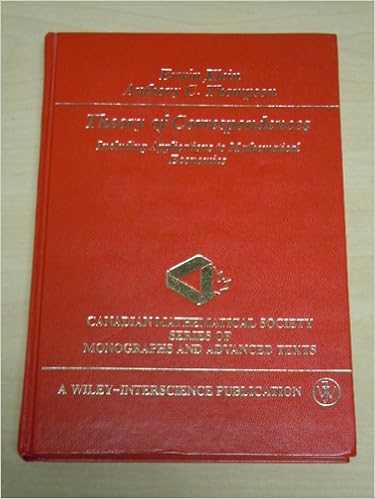 Erwin Klein
Anthony C. Thompson
Theory of Correspondences
Including Applications to Mathematical
Economics
CANADIAN MATHEMATICAL SOCIETY
SERIES OF
MONOGRAPHS AND ADVANCED TEXTS
A WILEY-INTERSCIENCE PUBLICATION